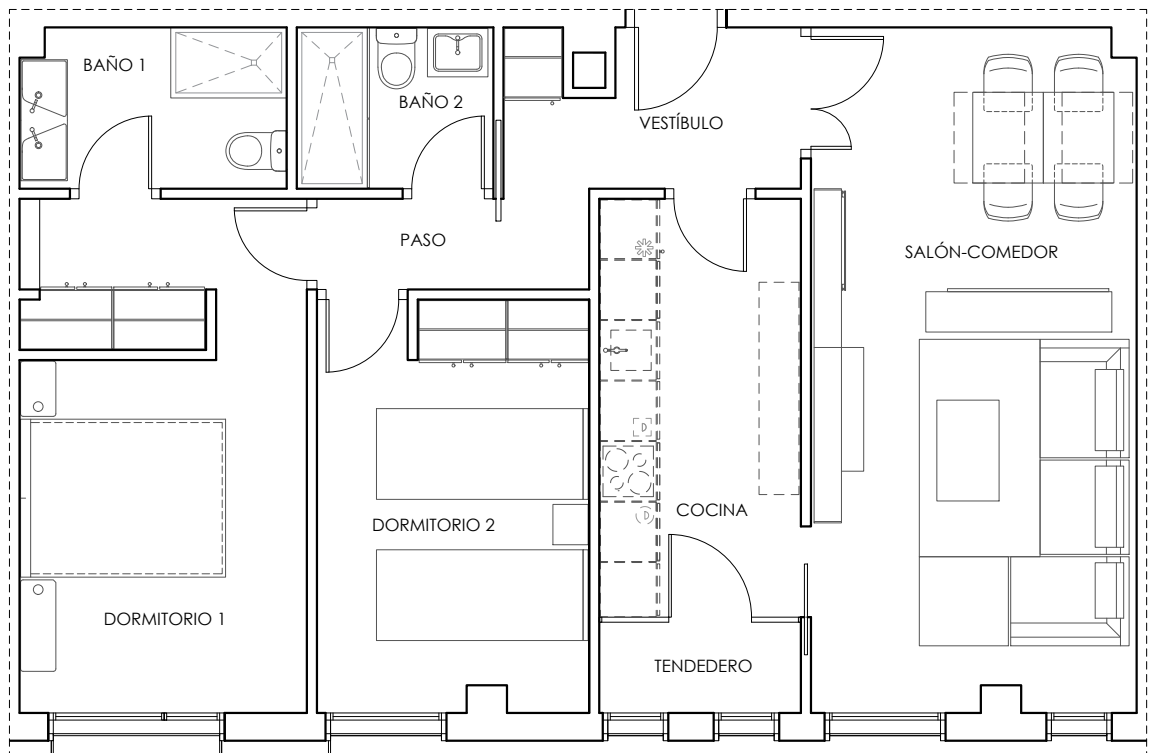 BAÑO 1
BAÑO 2
VESTÍBULO
PASO
SALÓN-COMEDOR
COCINA
DORMITORIO 2
DORMITORIO 1
TENDEDERO